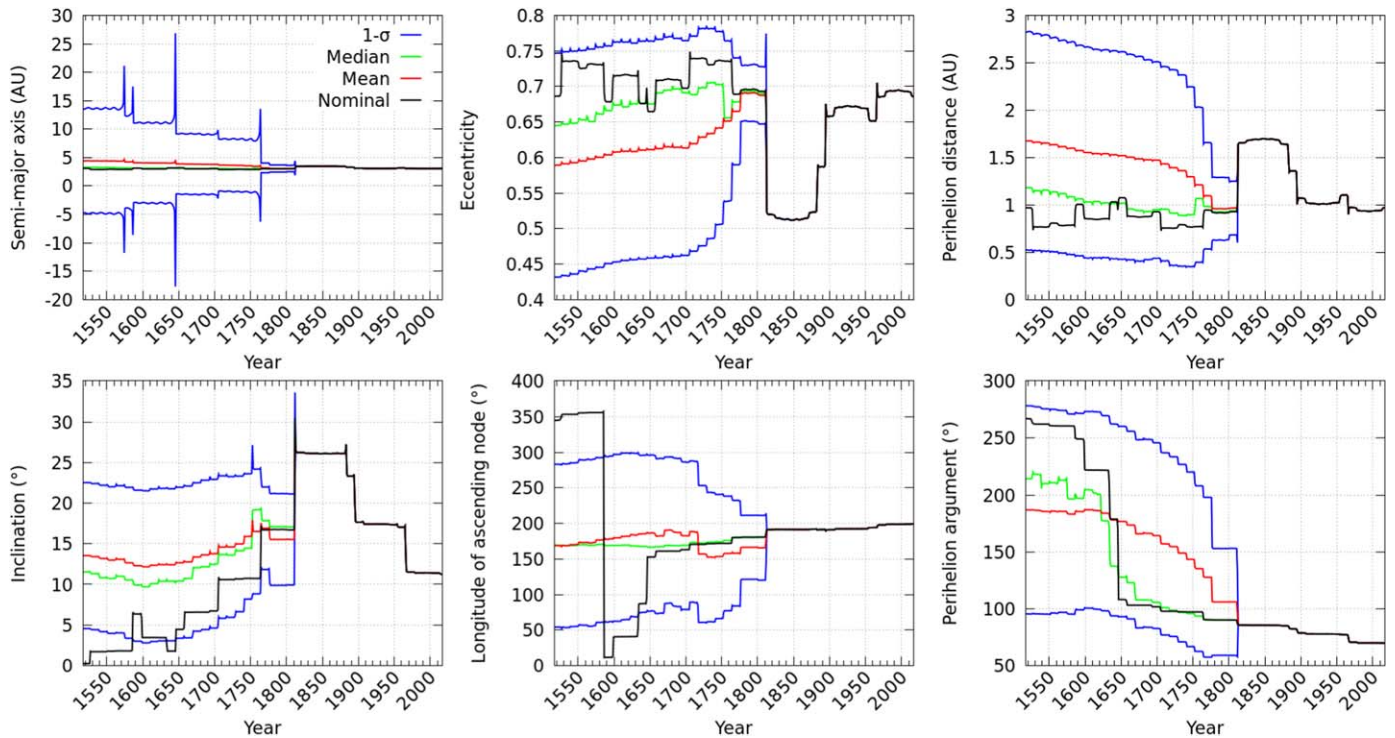 Semi-major axis (AU)
30
25
20
15
10
5
0
-5
-10
-15
-20
1-σ
Median
Mean
Nominal
1550 1600 1650 1700 1750 1800 1850 1900 1950 2000
Year
Eccentricity
0.8
0.75
0.7
0.65
0.6
0.55
0.5
0.45
0.4
1550 1600 1650 1700 1750 1800 1850 1900 1950 2000
Year
Perihelion distance (AU)
3
2.5
2
1.5
1
0.5
0
1550 1600 1650 1700 1750 1800 1850 1900 1950 2000
Year
Inclination (°)
35
30
25
20
15
10
5
0
1550 1600 1650 1700 1750 1800 1850 1900 1950 2000
Year
Longitude of ascending node (°)
400
350
300
250
200
150
100
50
0
1550 1600 1650 1700 1750 1800 1850 1900 1950 2000
Year
Perihelion argument (°)
300
250
200
150
100
50
1550 1600 1650 1700 1750 1800 1850 1900 1950 2000
Year